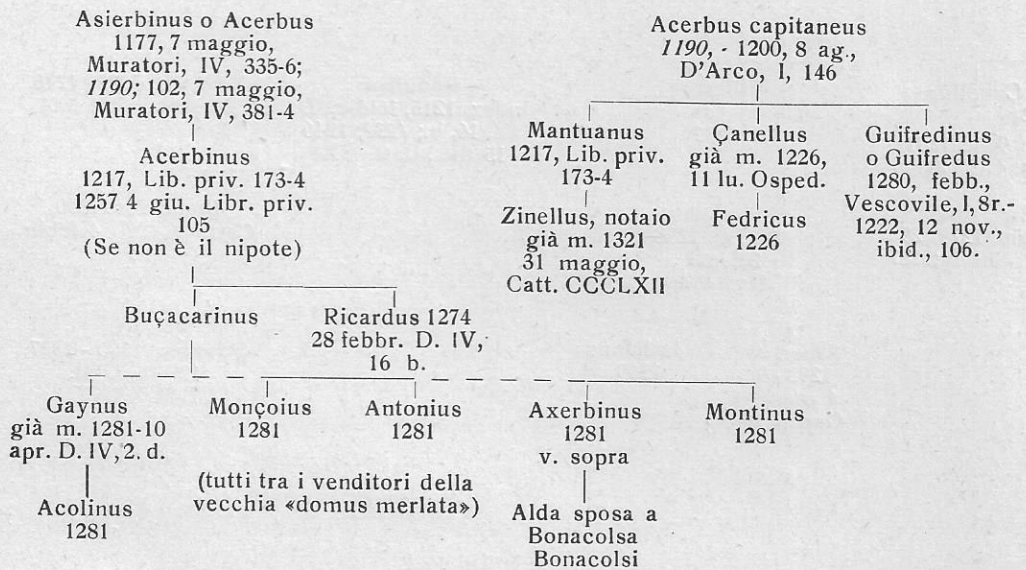 Asierbinus o Acerbus
1177, 7 maggio,
Muratori, IV, 335-6;
1190; 102, 7 maggio,
Muratori, IV, 381-4
Acerbinus
1217, Lib. priv. 173-4
1257 4 giu. Libr. priv.
105
(Se non è il nipote)
Buçacarinus
Ricardus 1274
28 febbr. D. IV,
16 b.
Acerbus capitaneus
1190, - 1200, 8 ag.,
D'Arco, I, 146
Mantuanus
1217, Lib. priv.
173-4
Zinellus, notaio
già m. 1321
31 maggio,
Catt. CCCLXII
Çanellus
già m. 1226,
11 lu. Osped.
Fedricus
1226
Guifredinus
o Guifredus
1280, febb.,
Vescovile, I, 8r.-
1222, 12 nov.,
ibid., 106.
Gaynus
già m. 1281-10
apr. D. IV, 2. d.
Acolinus
1281
Monçoius
1281
Antonius
1281
(tutti tra i venditori della
vecchia «domus merlata»)
Axerbinus
1281
v. sopra
Alda sposa a
Bonacolsa
Bonacolsi
Montinus
1281